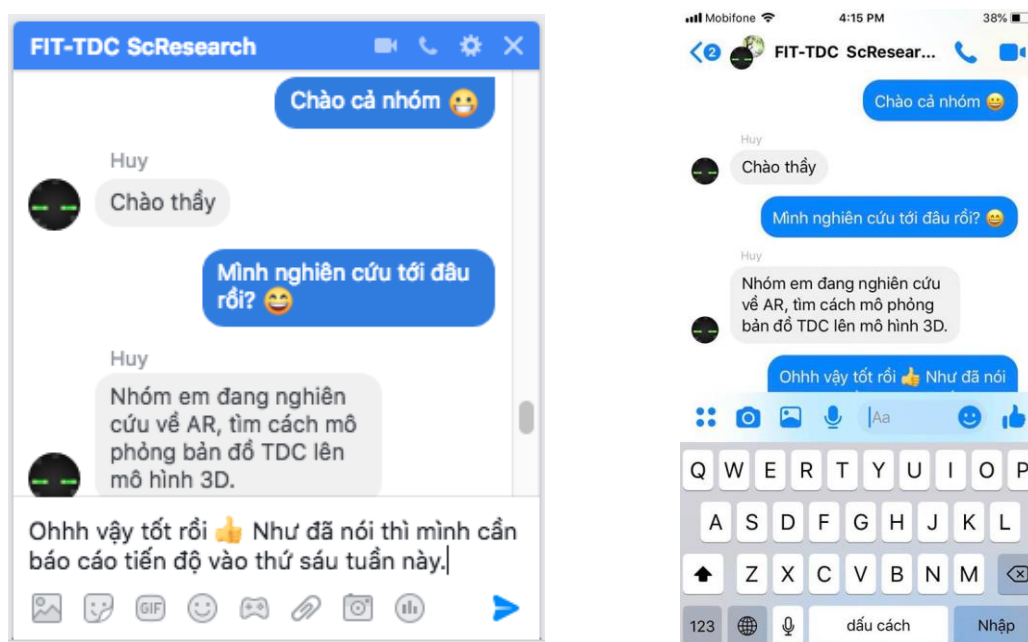 FIT-TDC ScResearch
Chào cả nhóm 😀
Huy
Chào thầy
Mình nghiên cứu tới đâu
rồi? 😄
Huy
Nhóm em đang nghiên
cứu về AR, tìm cách mô
phỏng bản đồ TDC lên
mô hình 3D.
Ohhh vậy tốt rồi 👍 Như đã nói thì mình cần
báo cáo tiến độ vào thứ sáu tuần này.
GIF
Mobifone 4:15 PM 38%
2 FIT-TDC ScResear...
Chào cả nhóm 😀
Huy
Chào thầy
Mình nghiên cứu tới đâu rồi? 😄
Huy
Nhóm em đang nghiên cứu
về AR, tìm cách mô phỏng
bản đồ TDC lên mô hình 3D.
Ohhh vậy tốt rồi 👍 Như đã nói
Aa
Q W E R T Y U I O P
A S D F G H J K L
Z X C V B N M
123 dấu cách Nhập